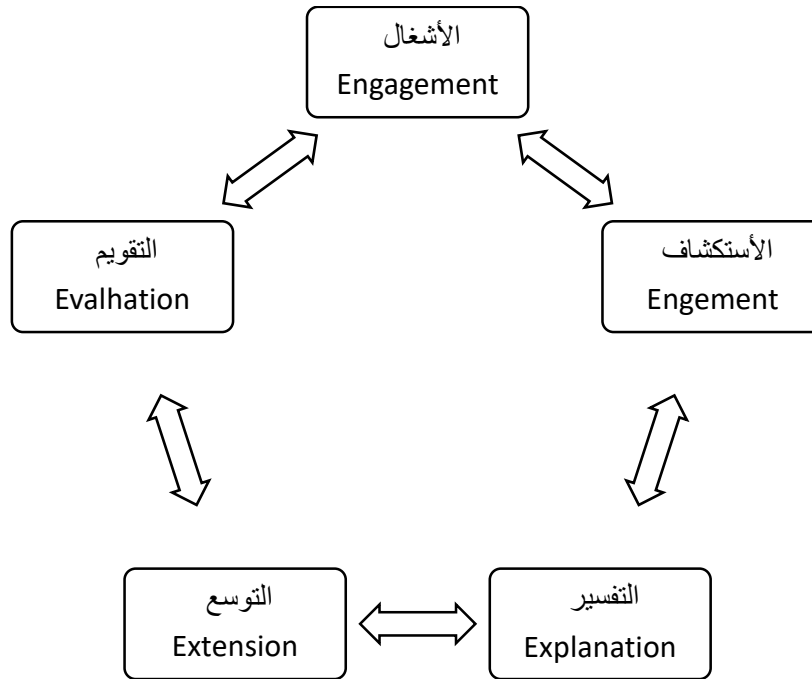 الأشغال
Engagement
الأستكشاف
Engement
التفسير
Explanation
التوسع
Extension
التقويم
Evalhation